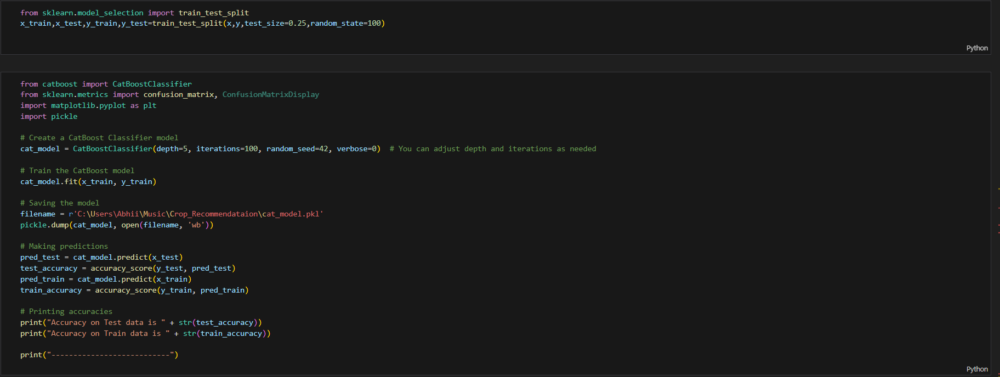 from sklearn.model_selection import train_test_split
x_train,x_test,y_train,y_test=train_test_split(x,y,test_size=0.25,random_state=100)
Python
from catboost import CatBoostClassifier
from sklearn.metrics import confusion_matrix, ConfusionMatrixDisplay
import matplotlib.pyplot as plt
import pickle
# Create a CatBoost Classifier model
cat_model = CatBoostClassifier(depth=5, iterations=100, random_seed=42, verbose=0)  # You can adjust depth and iterations as needed
# Train the CatBoost model
cat_model.fit(x_train, y_train)
# Saving the model
filename = r'C:\Users\Abhii\Music\Crop_Recommendataion\cat_model.pkl'
pickle.dump(cat_model, open(filename, 'wb'))
# Making predictions
pred_test = cat_model.predict(x_test)
test_accuracy = accuracy_score(y_test, pred_test)
pred_train = cat_model.predict(x_train)
train_accuracy = accuracy_score(y_train, pred_train)
# Printing accuracies
print("Accuracy on Test data is " + str(test_accuracy))
print("Accuracy on Train data is " + str(train_accuracy))
print("---------------------------")
Python